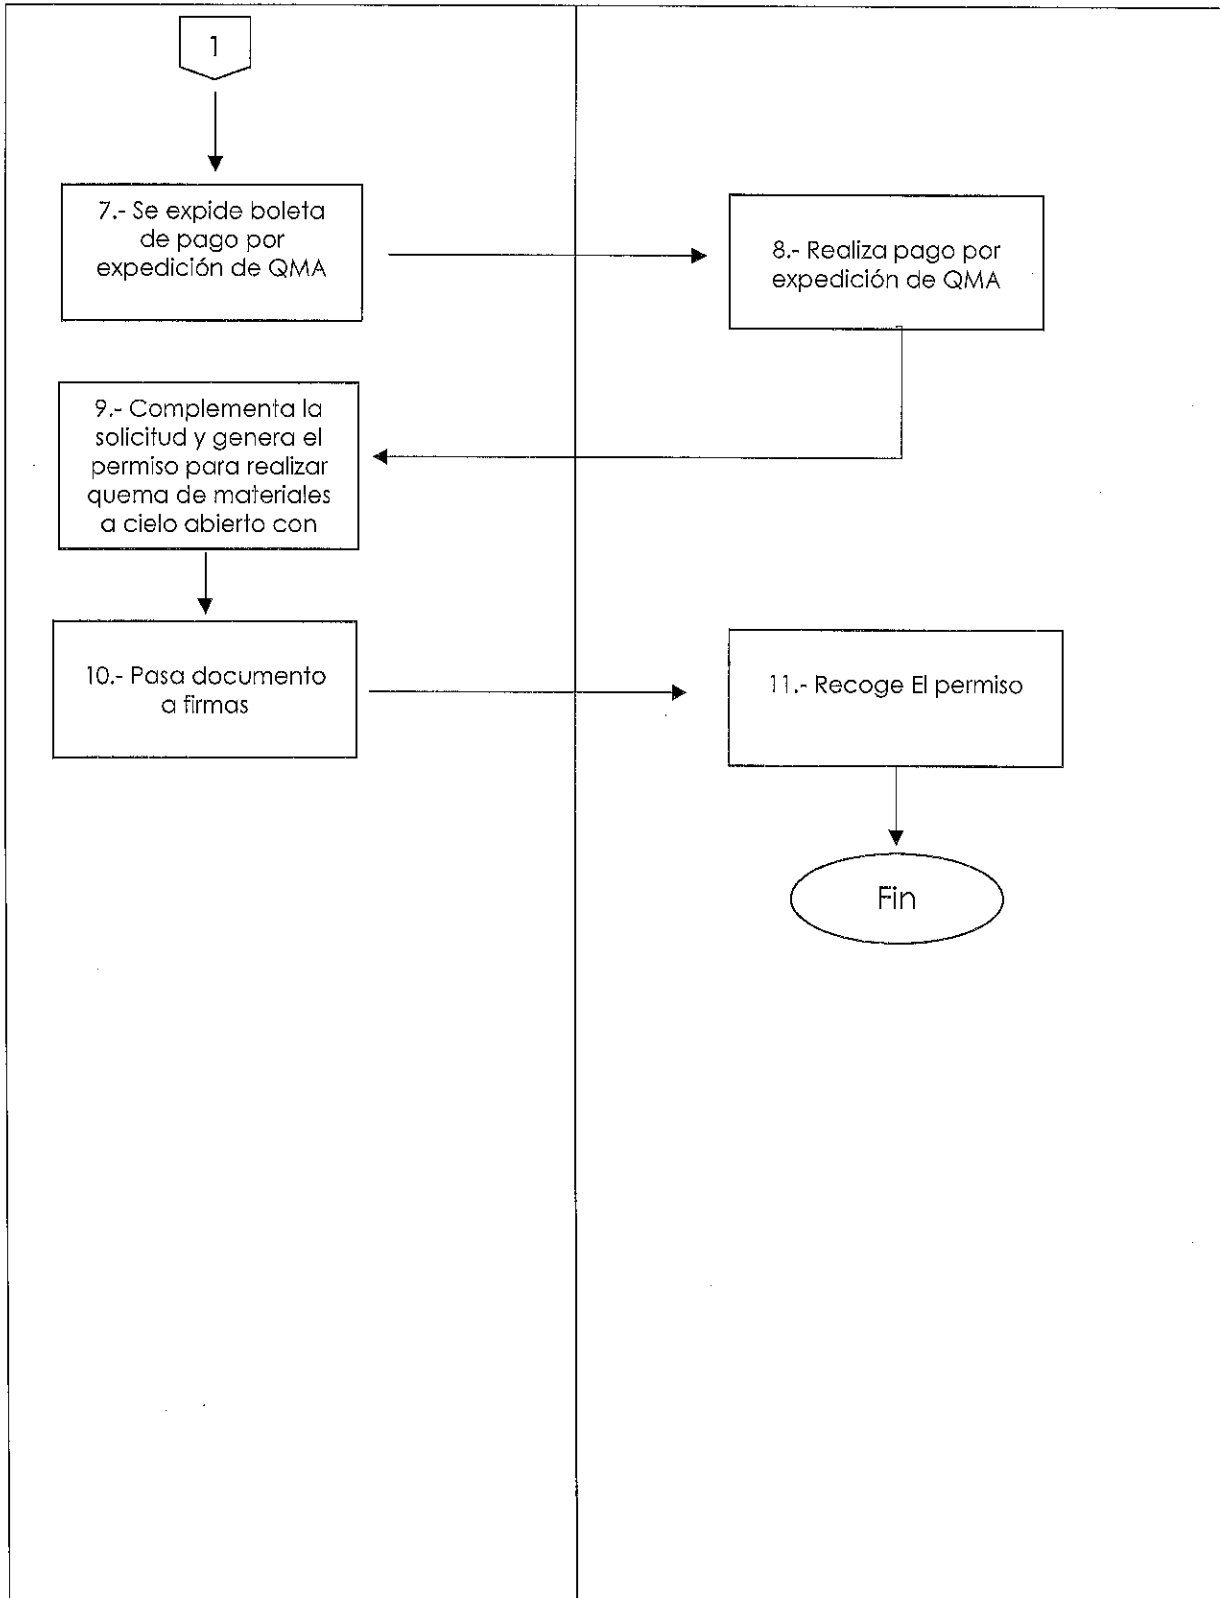 1
7.- Se expide boleta
de pago por
expedición de QMA
8.- Realiza pago por
expedición de QMA
9.- Complementa la
solicitud y genera el
permiso para realizar
quema de materiales
a cielo abierto con
10.- Pasa documento
a firmas
11.- Recoge El permiso
Fin